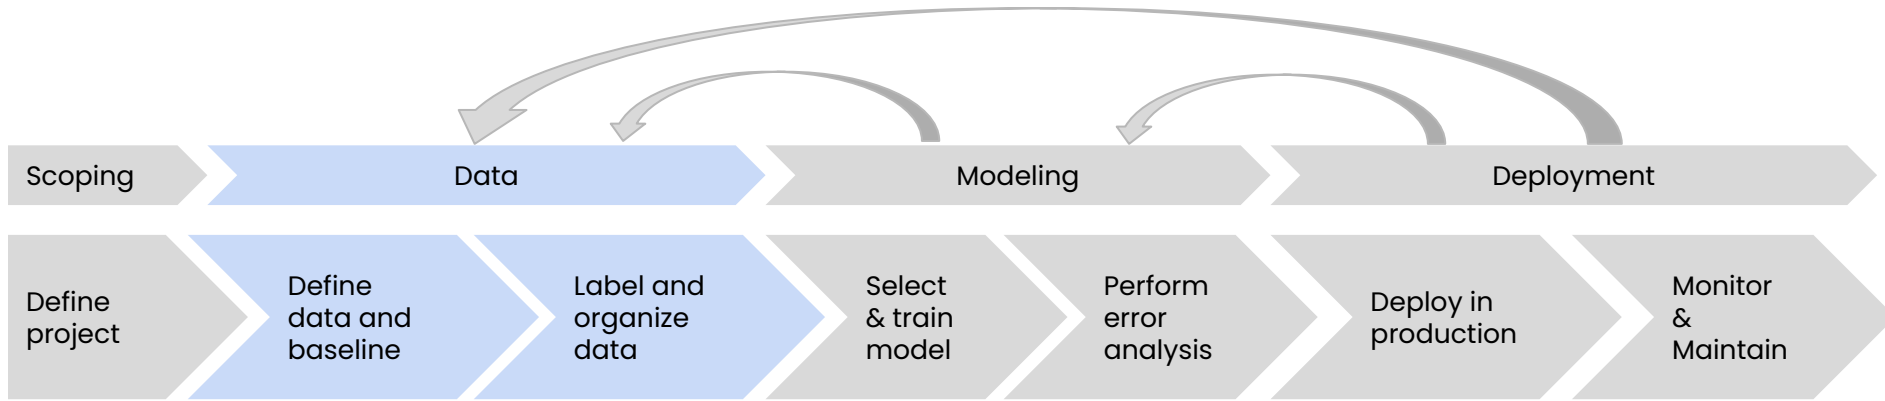 Scoping
Data
Modeling
Deployment
Define
project
Define
data and
baseline
Label and
organize
data
Select
& train
model
Perform
error
analysis
Deploy in
production
Monitor
&
Maintain